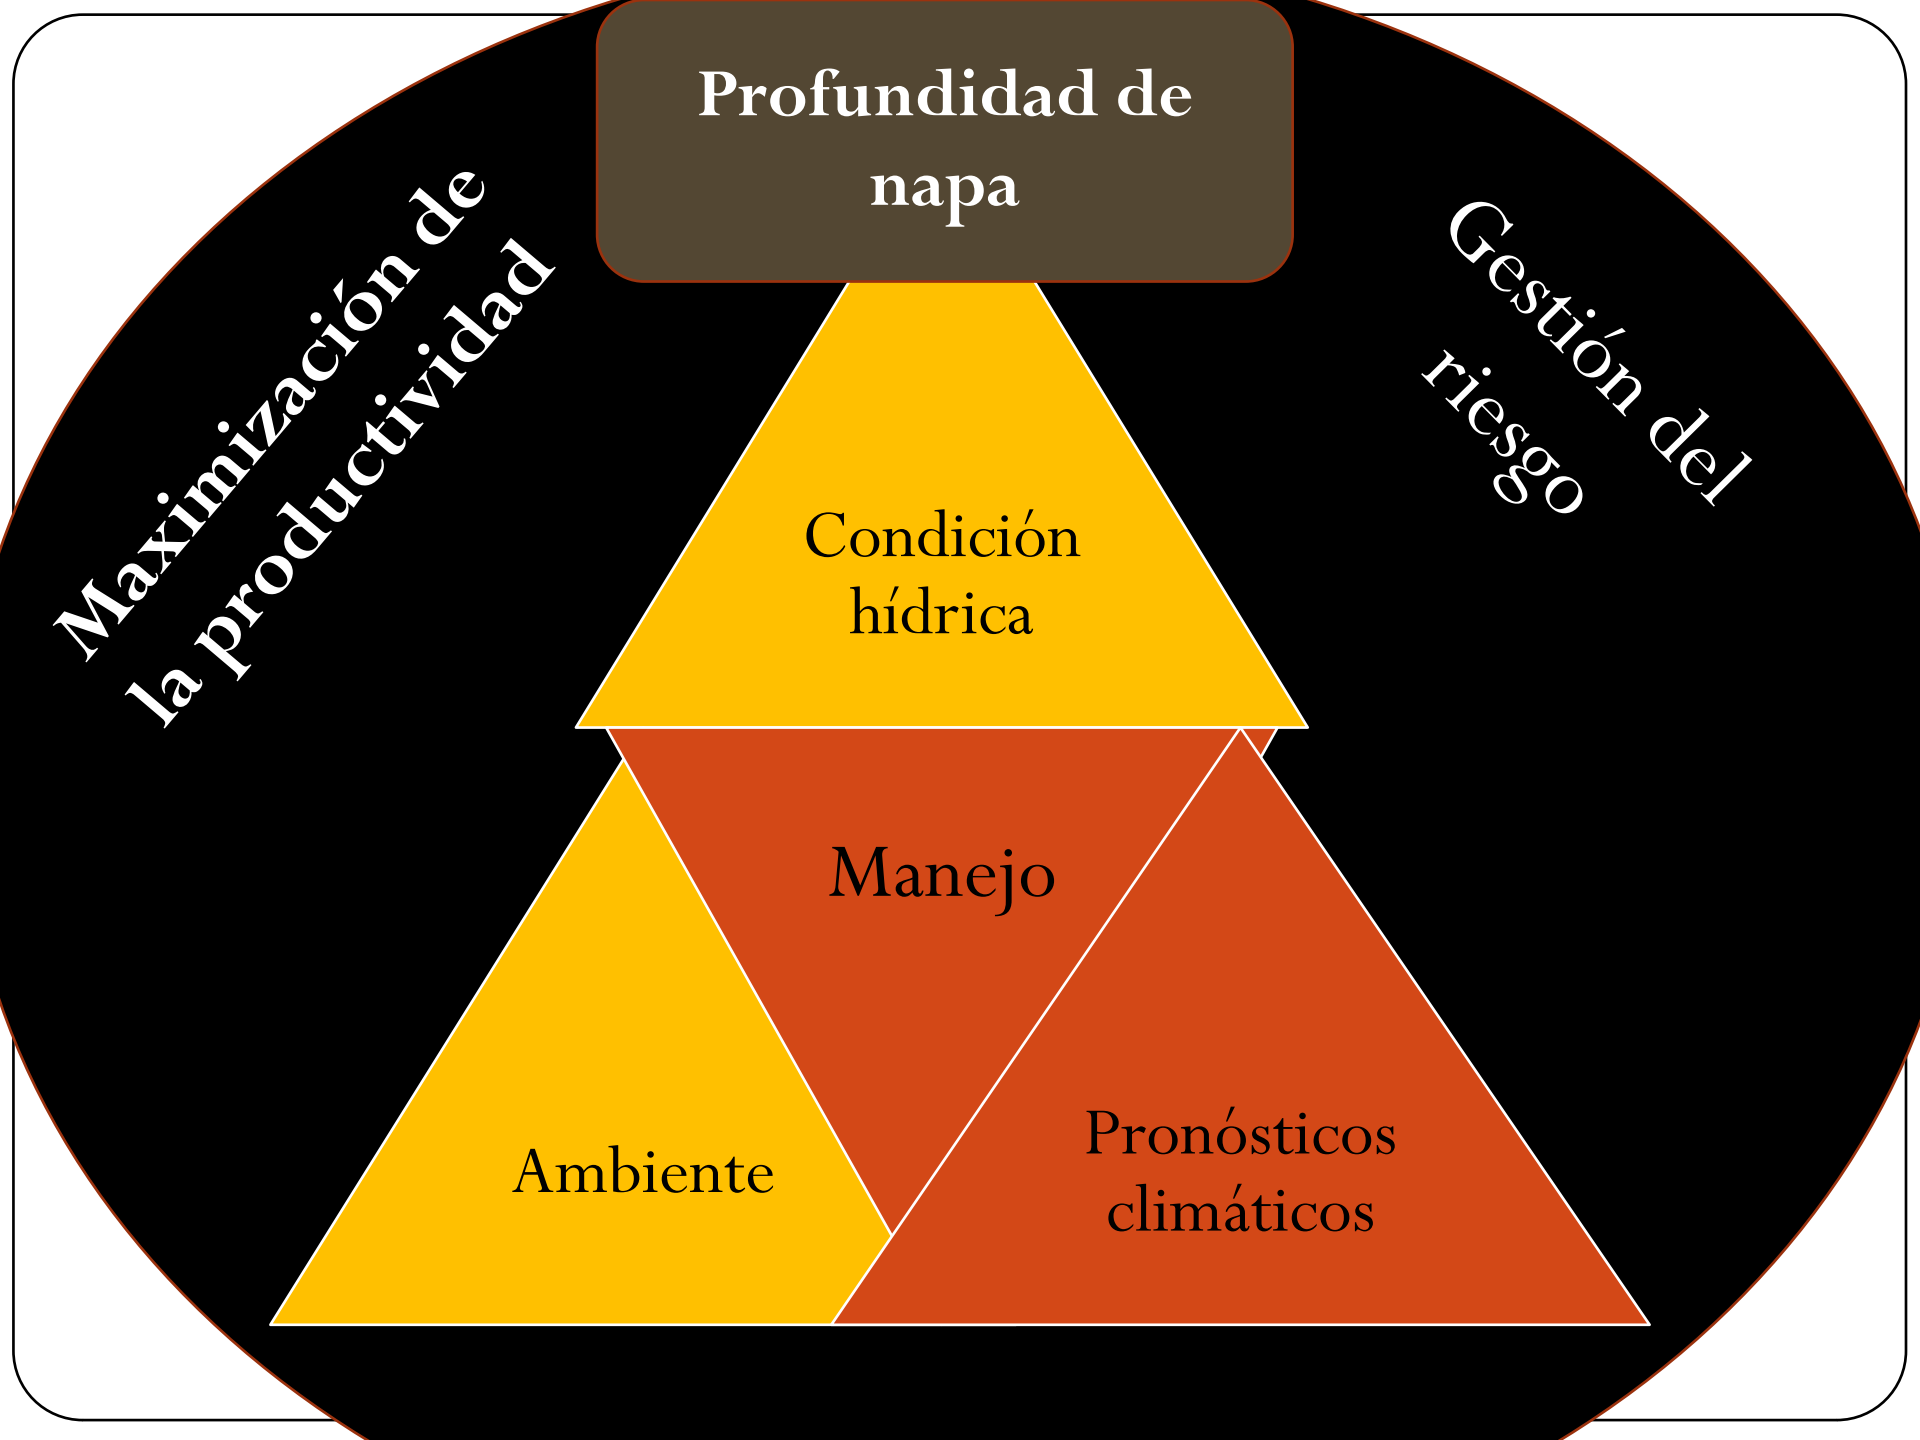 Profundidad de
napa
Maximización de
la productividad
Gestión del
riesgo
Condición
hídrica
Manejo
Ambiente
Pronósticos
climáticos